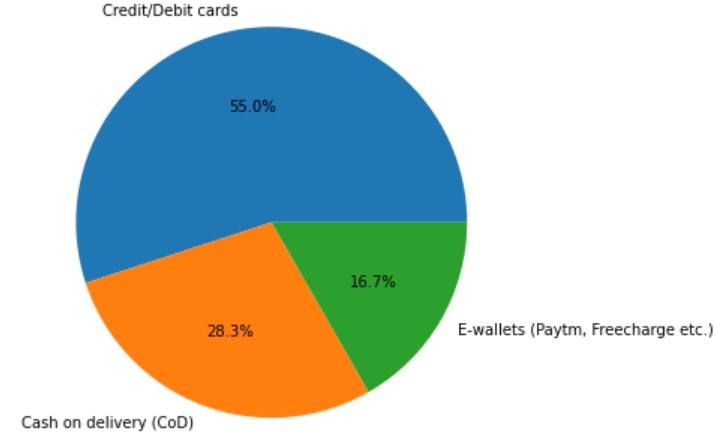 Credit/Debit cards
55.0%
16.7%
28.3%
E-wallets (Paytm, Freecharge etc.)
Cash on delivery (CoD)